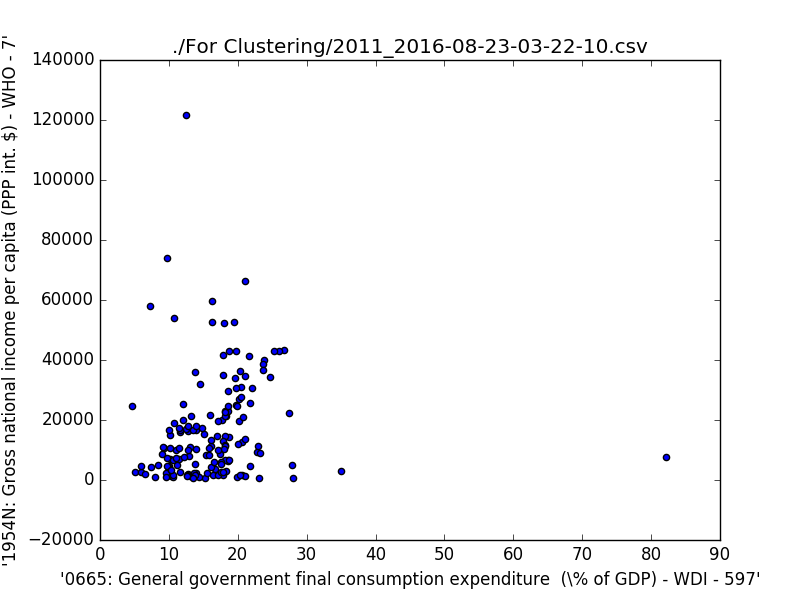 ./For Clustering/2011_2016-08-23-03-22-10.csv
'1954N: Gross national income per capita (PPP int. $) - WHO - 7'
140000
120000
100000
80000
60000
40000
20000
0
−20000
0 10 20 30 40 50 60 70 80 90
'0665: General government final consumption expenditure  (\% of GDP) - WDI - 597'